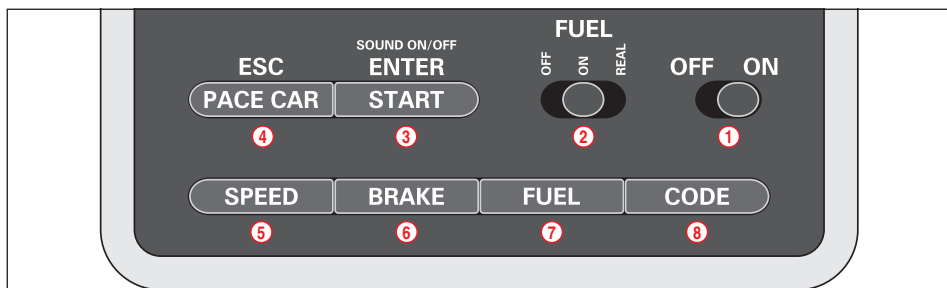 FUEL
SOUND ON/OFF
OFF ON REAL
ESC ENTER OFF ON
PACE CAR START
4 3 2 1
SPEED BRAKE FUEL CODE
5 6 7 8